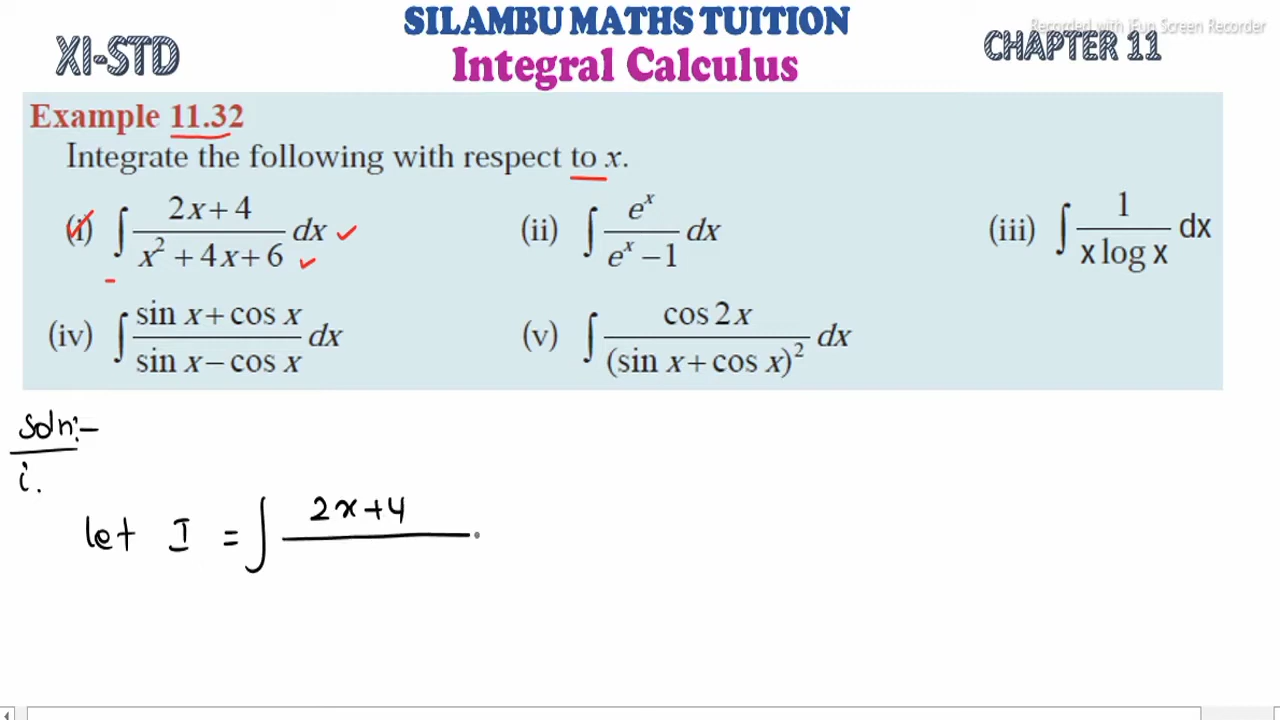 SILAMBU MATHS TUITION
Recorded with iFun Screen Recorder
XI-STD
Integral Calculus
CHAPTER 11
Example 11.32
Integrate the following with respect to x.
(i) ∫ (2x+4)/(x² + 4x + 6) dx (ii) ∫ eˣ/(eˣ − 1) dx (iii) ∫ 1/(x log x) dx
(iv) ∫ (sin x + cos x)/(sin x − cos x) dx (v) ∫ cos 2x/(sin x + cos x)² dx
Soln:-
i.
let I = ∫ 2x+4